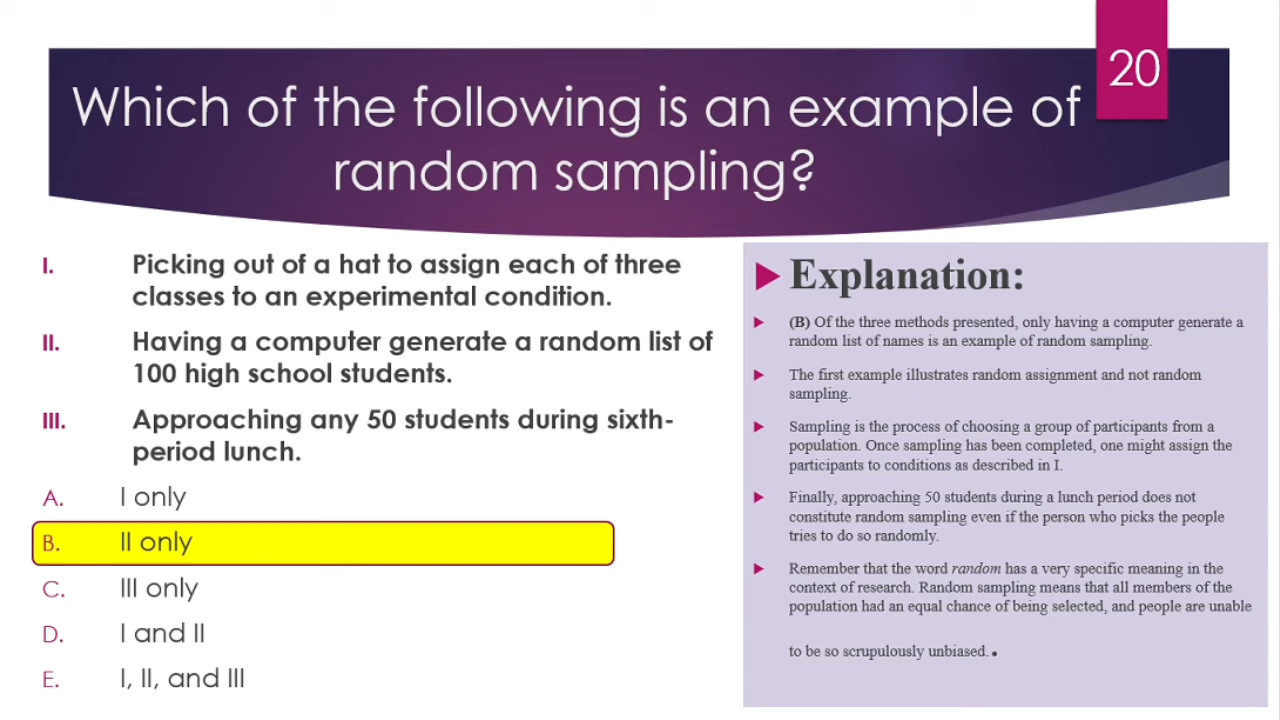 20
Which of the following is an example of
random sampling?
I. Picking out of a hat to assign each of three
classes to an experimental condition.
II. Having a computer generate a random list of
100 high school students.
III. Approaching any 50 students during sixth-
period lunch.
A. I only
B. II only
C. III only
D. I and II
E. I, II, and III
Explanation:
(B) Of the three methods presented, only having a computer generate a
random list of names is an example of random sampling.
The first example illustrates random assignment and not random
sampling.
Sampling is the process of choosing a group of participants from a
population. Once sampling has been completed, one might assign the
participants to conditions as described in I.
Finally, approaching 50 students during a lunch period does not
constitute random sampling even if the person who picks the people
tries to do so randomly.
Remember that the word random has a very specific meaning in the
context of research. Random sampling means that all members of the
population had an equal chance of being selected, and people are unable
to be so scrupulously unbiased..